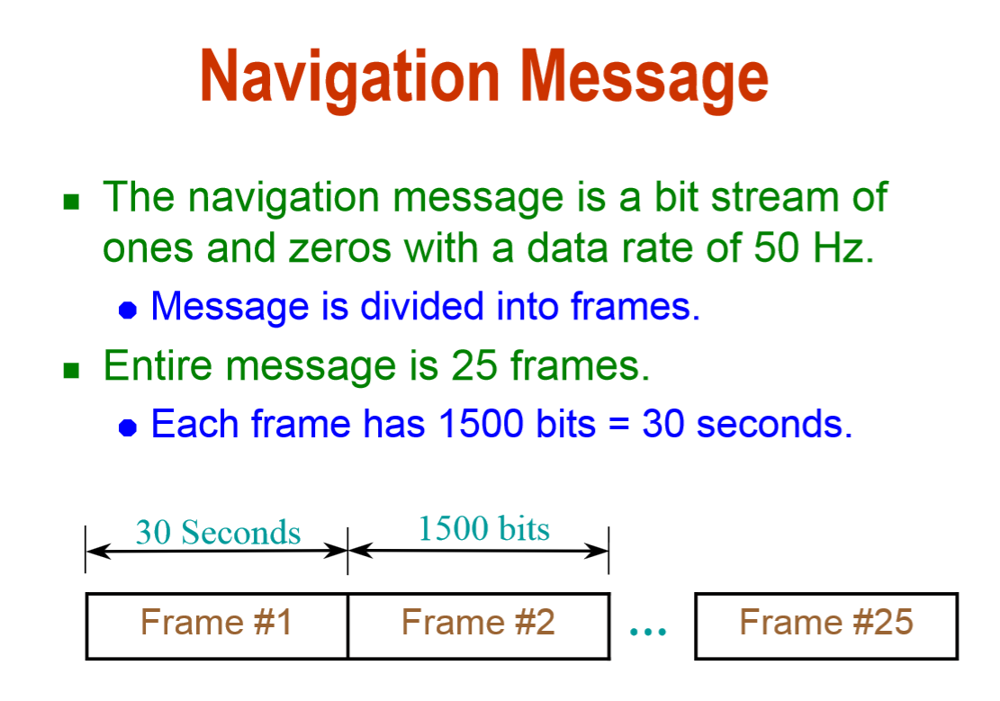 Navigation Message
The navigation message is a bit stream of
ones and zeros with a data rate of 50 Hz.
Message is divided into frames.
Entire message is 25 frames.
Each frame has 1500 bits = 30 seconds.
30 Seconds 1500 bits
Frame #1 Frame #2 ... Frame #25